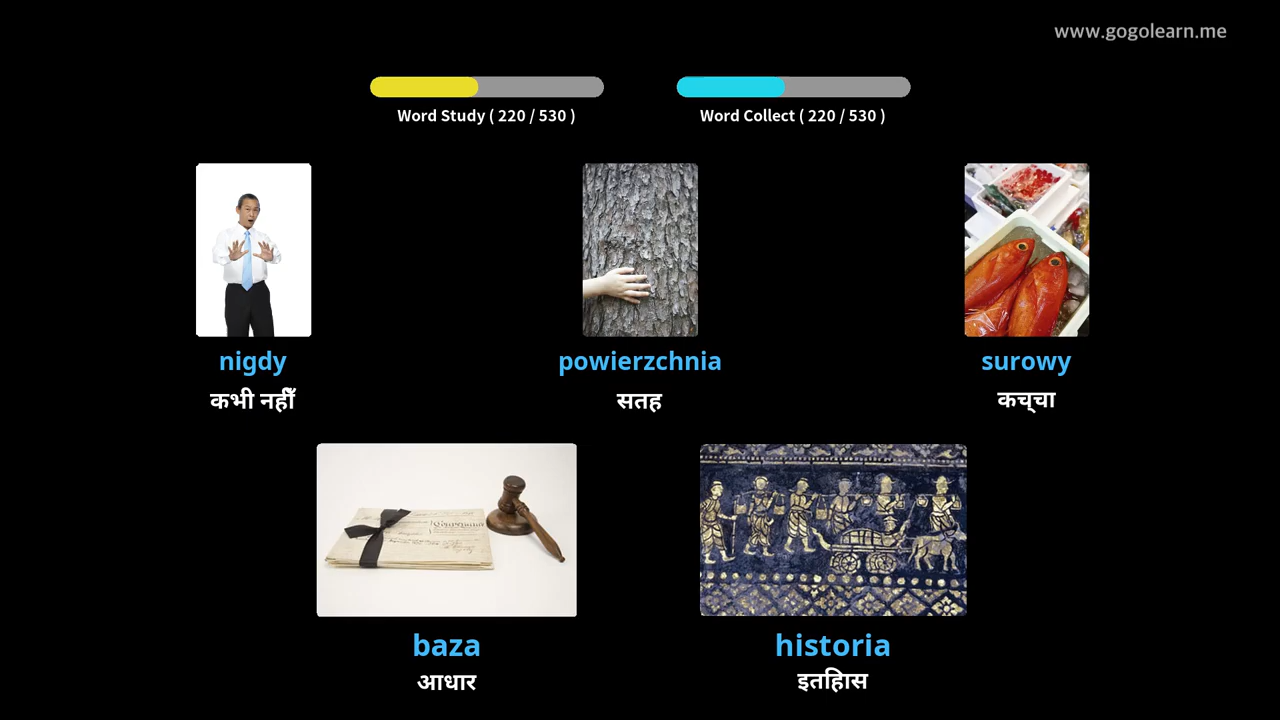 www.gogolearn.me
Word Study ( 220 / 530 )
Word Collect ( 220 / 530 )
nigdy
कभी नहीँ
powierzchnia
सतह
surowy
कच्चा
baza
आधार
historia
इतिहास